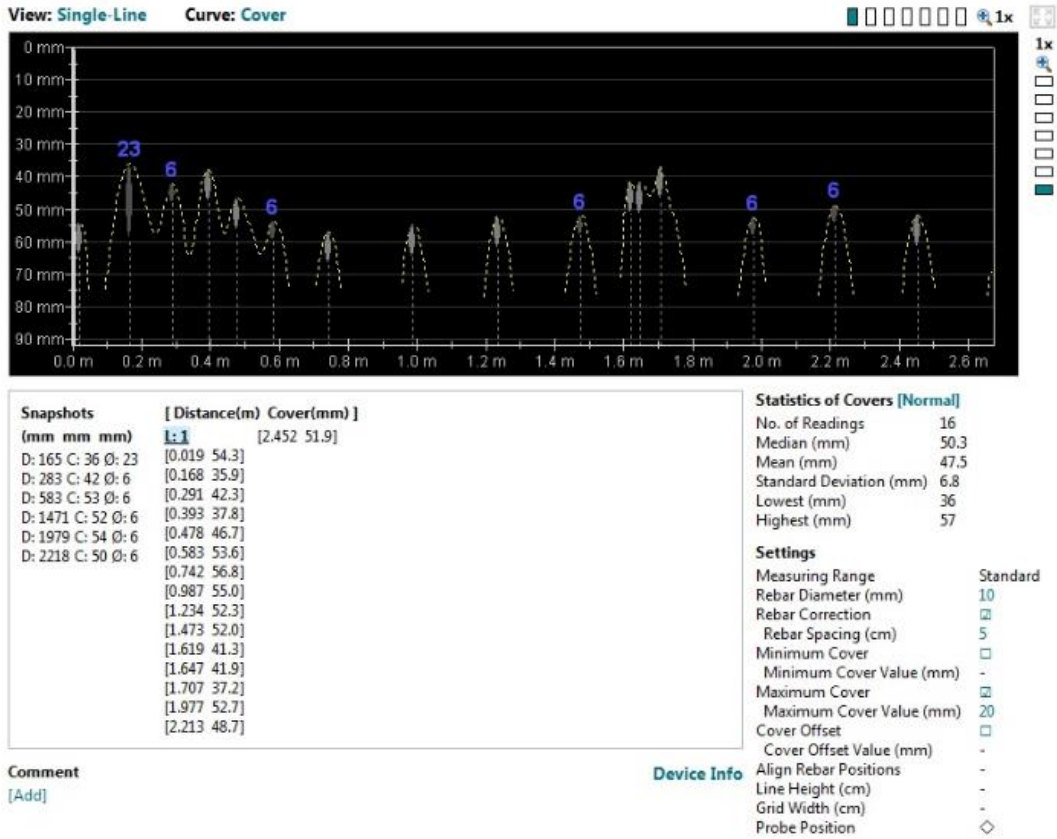 View: Single-Line Curve: Cover 1x
1x
0 mm
10 mm
20 mm
30 mm
40 mm
50 mm
60 mm
70 mm
80 mm
90 mm
23
6
6
6
6
6
0.0 m 0.2 m 0.4 m 0.6 m 0.8 m 1.0 m 1.2 m 1.4 m 1.6 m 1.8 m 2.0 m 2.2 m 2.4 m 2.6 m
Snapshots
(mm mm mm)
D: 165 C: 36 Ø: 23
D: 283 C: 42 Ø: 6
D: 583 C: 53 Ø: 6
D: 1471 C: 52 Ø: 6
D: 1979 C: 54 Ø: 6
D: 2218 C: 50 Ø: 6
[ Distance(m) Cover(mm) ]
L: 1 [2.452 51.9]
[0.019 54.3]
[0.168 35.9]
[0.291 42.3]
[0.393 37.8]
[0.478 46.7]
[0.583 53.6]
[0.742 56.8]
[0.987 55.0]
[1.234 52.3]
[1.473 52.0]
[1.619 41.3]
[1.647 41.9]
[1.707 37.2]
[1.977 52.7]
[2.213 48.7]
Statistics of Covers [Normal]
No. of Readings 16
Median (mm) 50.3
Mean (mm) 47.5
Standard Deviation (mm) 6.8
Lowest (mm) 36
Highest (mm) 57
Settings
Measuring Range Standard
Rebar Diameter (mm) 10
Rebar Correction ☑
Rebar Spacing (cm) 5
Minimum Cover ☐
Minimum Cover Value (mm) -
Maximum Cover ☑
Maximum Cover Value (mm) 20
Cover Offset ☐
Cover Offset Value (mm) -
Align Rebar Positions -
Line Height (cm) -
Grid Width (cm) -
Probe Position ◇
Comment
[Add]
Device Info